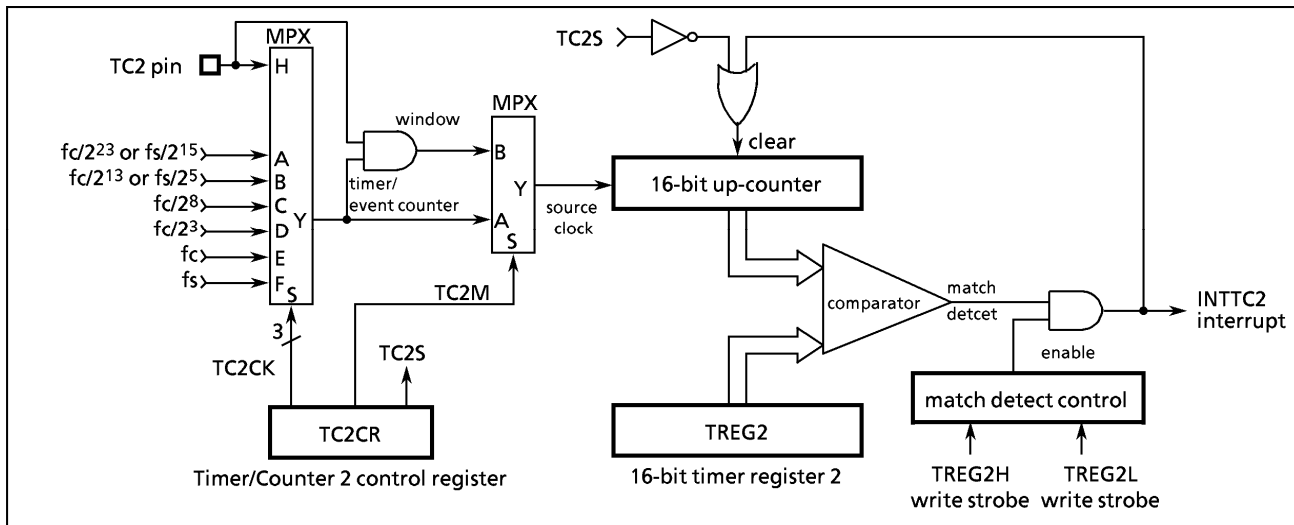 MPX
TC2 pin
H
fc/2²³ or fs/2¹⁵
A
fc/2¹³ or fs/2⁵
B
fc/2⁸
C
fc/2³
D
fc
E
fs
F
Y
S
3
TC2CK
window
timer/
event counter
MPX
B
Y
A
S
TC2M
TC2S
TC2CR
Timer/Counter 2 control register
source
clock
TC2S
clear
16-bit up-counter
comparator
match
detcet
enable
INTTC2
interrupt
match detect control
TREG2
16-bit timer register 2
TREG2H
write strobe
TREG2L
write strobe